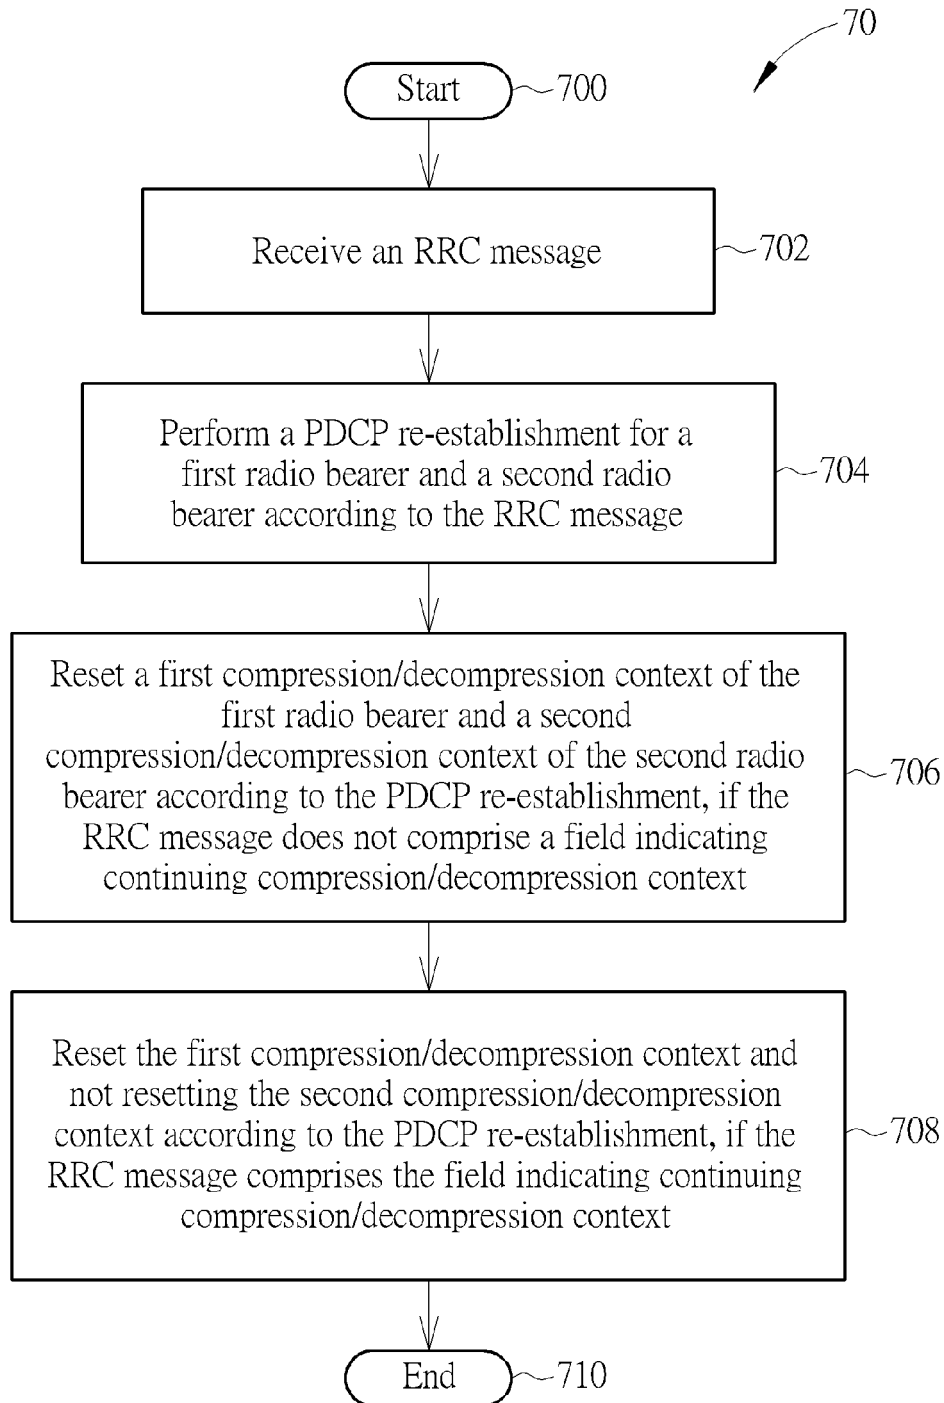 70
Start
700
Receive an RRC message
702
Perform a PDCP re-establishment for a
first radio bearer and a second radio
bearer according to the RRC message
704
Reset a first compression/decompression context of the
first radio bearer and a second
compression/decompression context of the second radio
bearer according to the PDCP re-establishment, if the
RRC message does not comprise a field indicating
continuing compression/decompression context
706
Reset the first compression/decompression context and
not resetting the second compression/decompression
context according to the PDCP re-establishment, if the
RRC message comprises the field indicating continuing
compression/decompression context
708
End
710